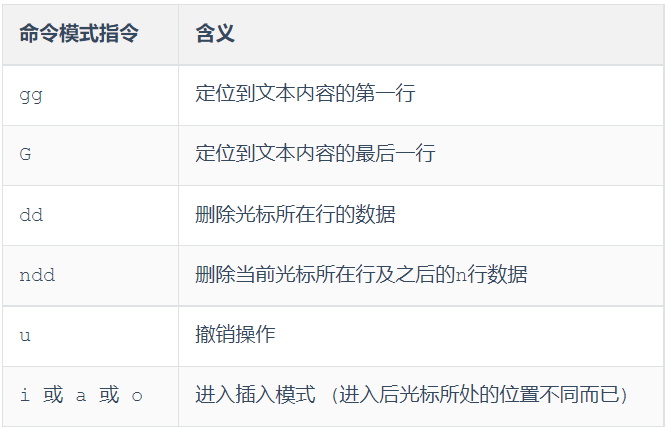 命令模式指令 含义
gg 定位到文本内容的第一行
G 定位到文本内容的最后一行
dd 删除光标所在行的数据
ndd 删除当前光标所在行及之后的n行数据
u 撤销操作
i 或 a 或 o 进入插入模式（进入后光标所处的位置不同而已）